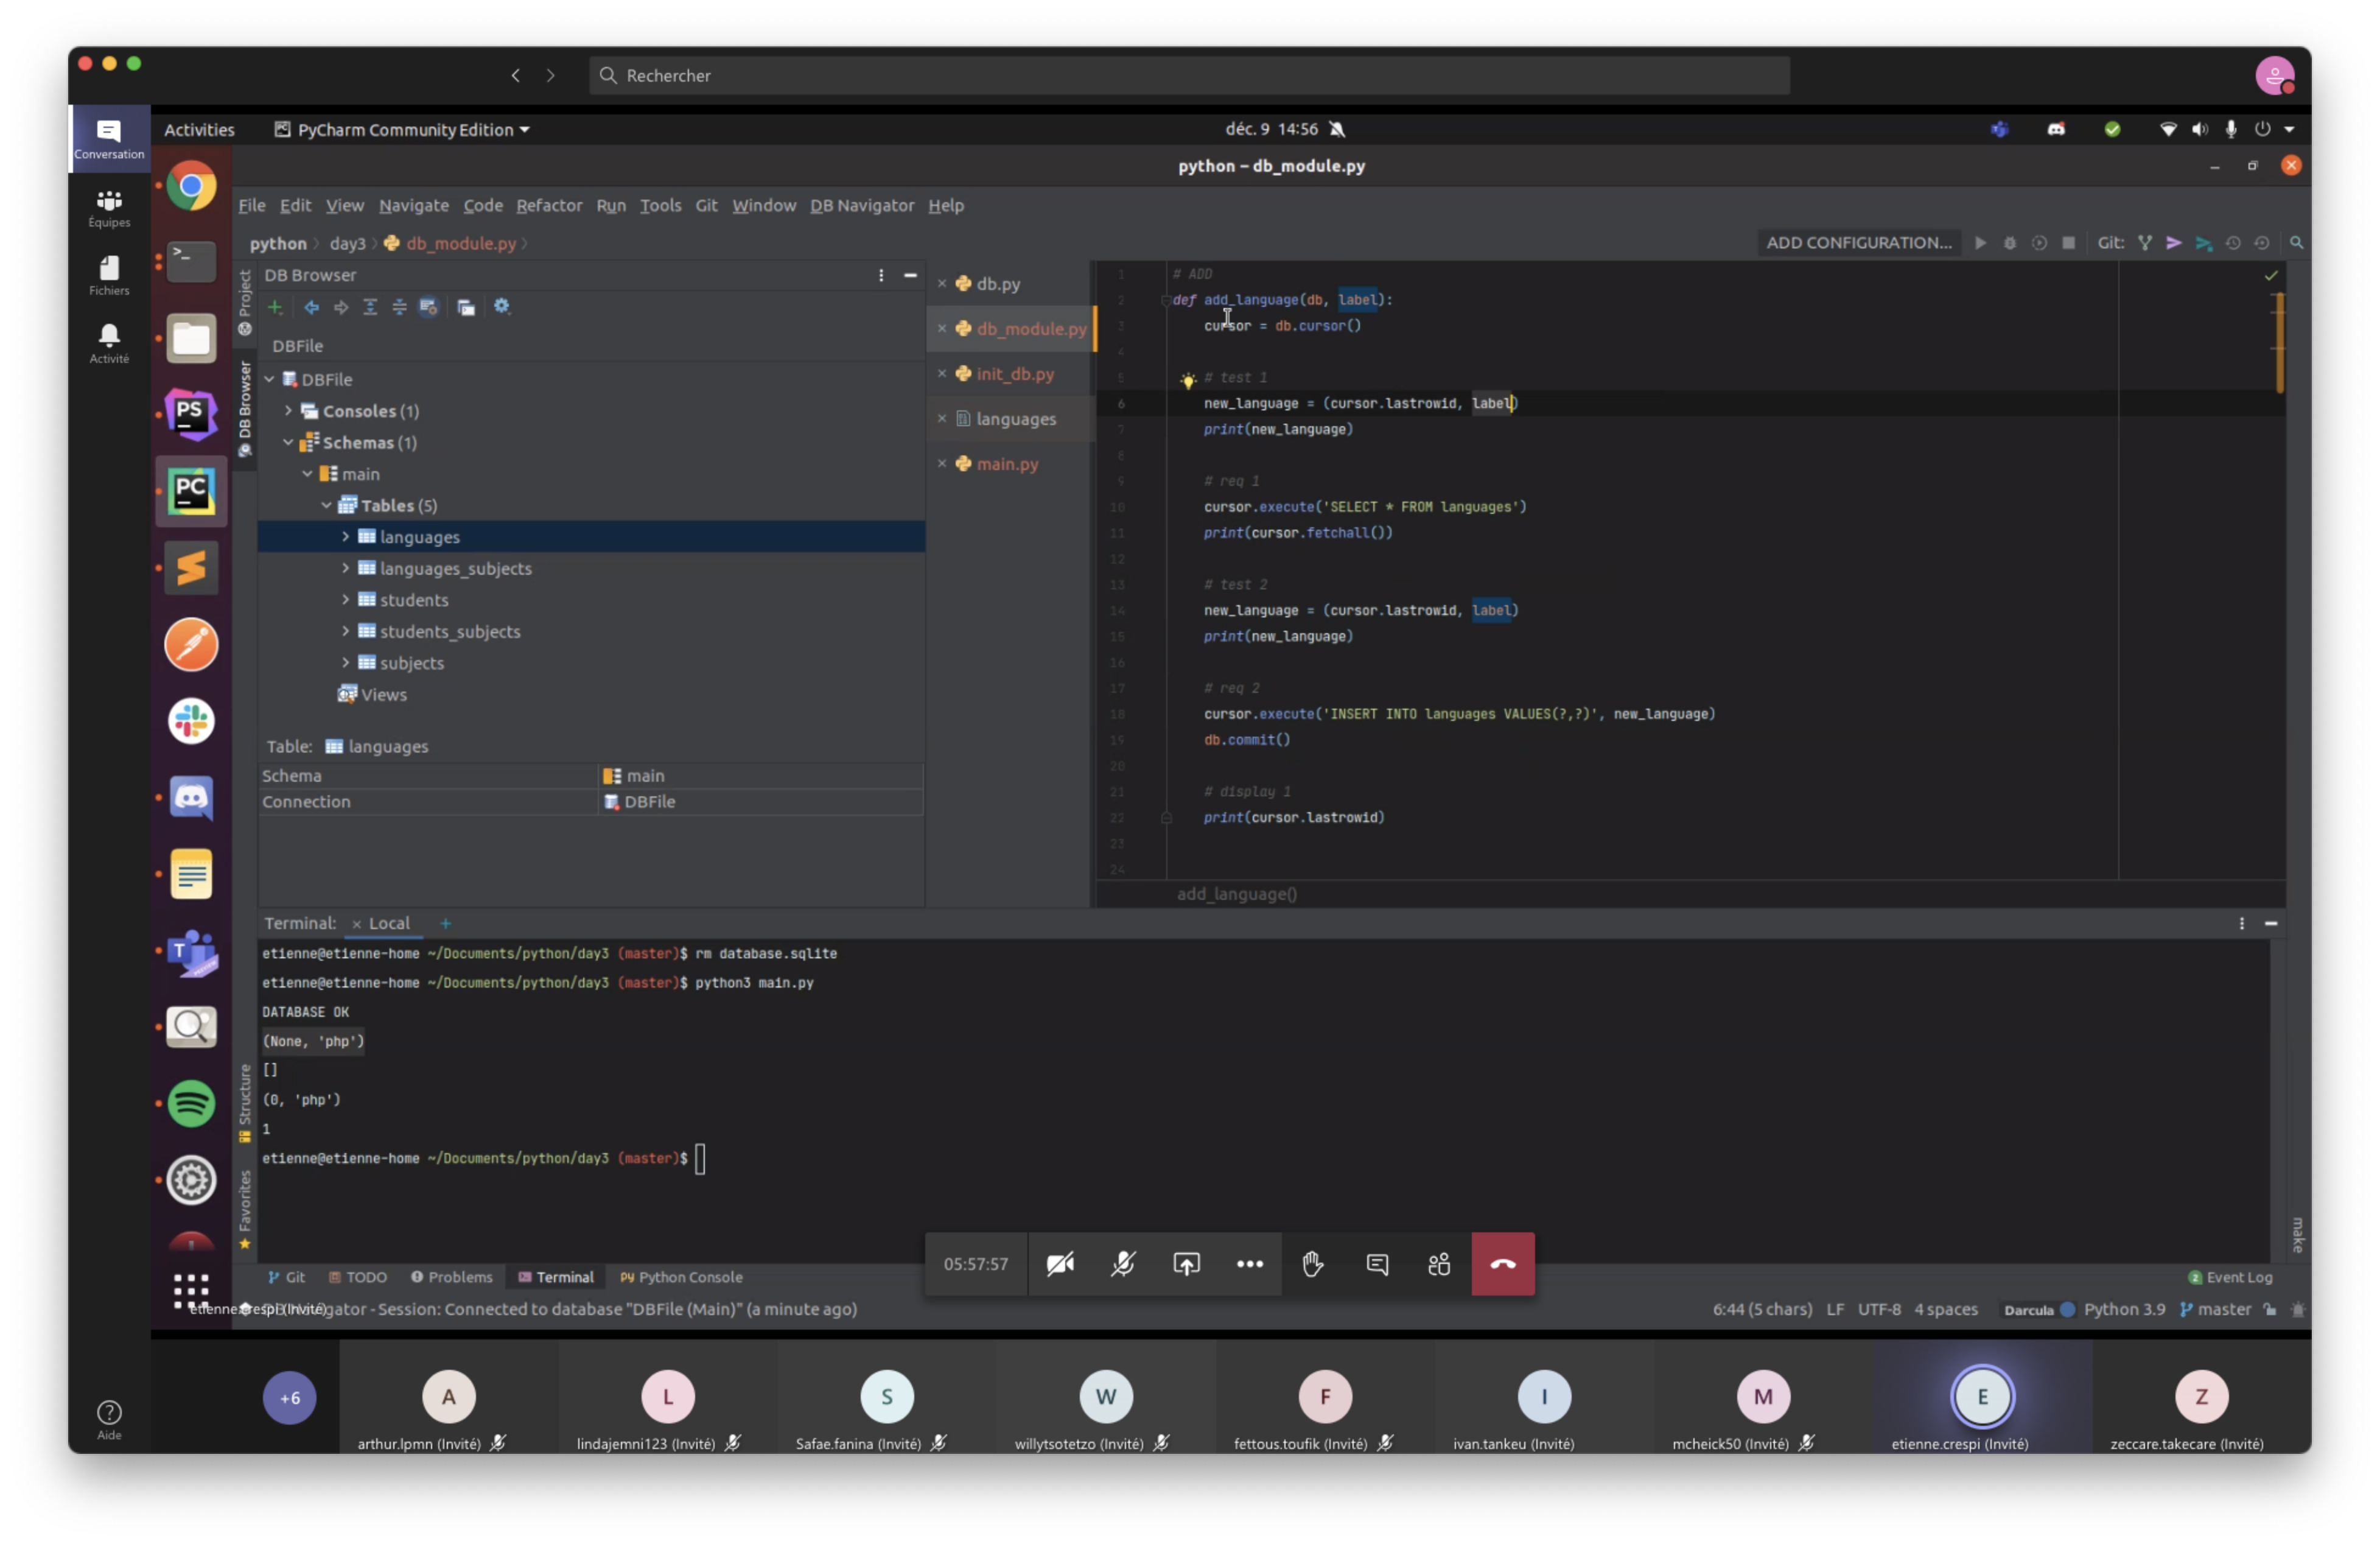 Rechercher
Conversation
Équipes
Fichiers
Activité
Aide
Activities
PyCharm Community Edition
déc. 9 14:56
python – db_module.py
File Edit View Navigate Code Refactor Run Tools Git Window DB Navigator Help
python day3 db_module.py
ADD CONFIGURATION...
Git:
Project
DB Browser
Structure
Favorites
DB Browser
DBFile
DBFile
Consoles (1)
Schemas (1)
main
Tables (5)
languages
languages_subjects
students
students_subjects
subjects
Views
Table: languages
Schema main
Connection DBFile
db.py
db_module.py
init_db.py
languages
main.py
1 # ADD
2 def add_language(db, label):
3 cursor = db.cursor()
4
5 # test 1
6 new_language = (cursor.lastrowid, label)
7 print(new_language)
8
9 # req 1
10 cursor.execute('SELECT * FROM languages')
11 print(cursor.fetchall())
12
13 # test 2
14 new_language = (cursor.lastrowid, label)
15 print(new_language)
16
17 # req 2
18 cursor.execute('INSERT INTO languages VALUES(?,?)', new_language)
19 db.commit()
20
21 # display 1
22 print(cursor.lastrowid)
23
24
add_language()
Terminal: Local
etienne@etienne-home ~/Documents/python/day3 (master)$ rm database.sqlite
etienne@etienne-home ~/Documents/python/day3 (master)$ python3 main.py
DATABASE OK
(None, 'php')
[]
(0, 'php')
1
etienne@etienne-home ~/Documents/python/day3 (master)$
make
05:57:57
Git TODO Problems Terminal Python Console
2 Event Log
etienne.crespi (Invité)
gator - Session: Connected to database "DBFile (Main)" (a minute ago)
6:44 (5 chars) LF UTF-8 4 spaces Darcula Python 3.9 master
PS
PC
T
+6
A
L
S
W
F
I
M
E
Z
arthur.lpmn (Invité)
lindajemni123 (Invité)
Safae.fanina (Invité)
willytsotetzo (Invité)
fettous.toufik (Invité)
ivan.tankeu (Invité)
mcheick50 (Invité)
etienne.crespi (Invité)
zeccare.takecare (Invité)